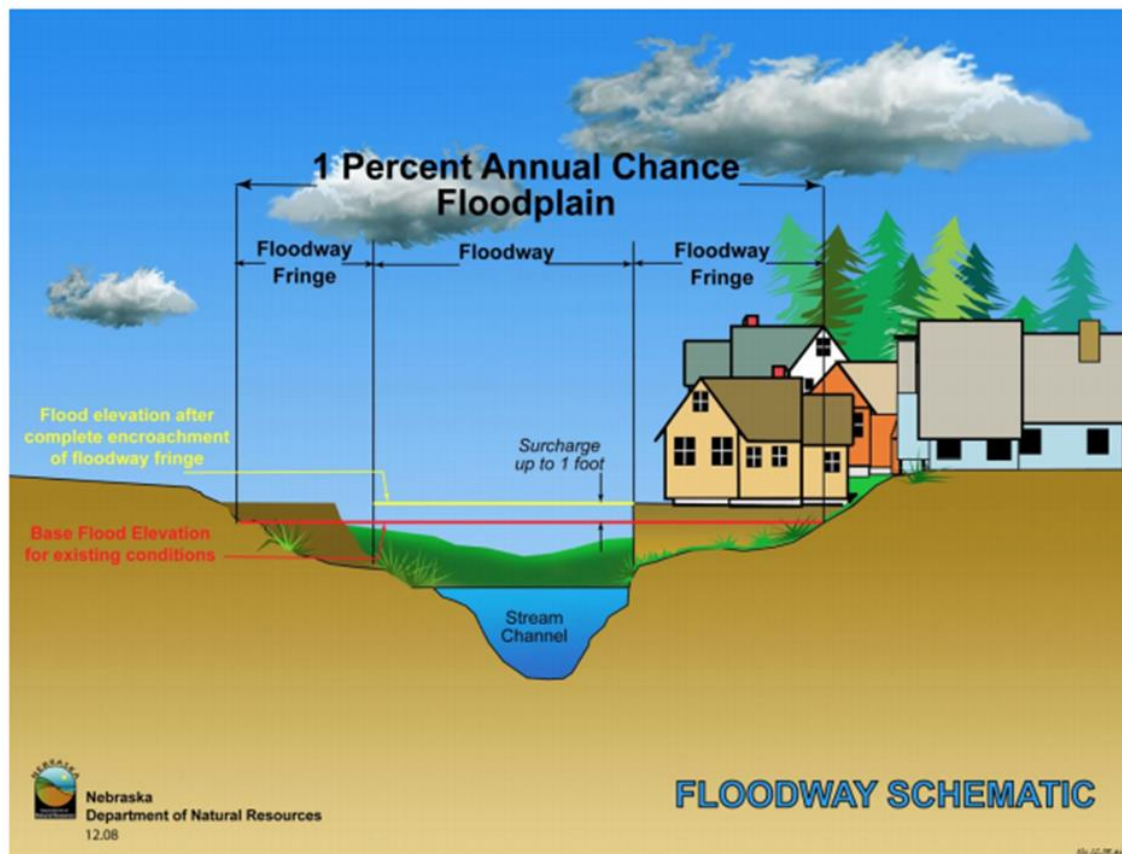 1 Percent Annual Chance
Floodplain
Floodway
Fringe
Floodway
Floodway
Fringe
Flood elevation after
complete encroachment
of floodway fringe
Surcharge
up to 1 foot
Base Flood Elevation
for existing conditions
Stream
Channel
NEBRASKA
Nebraska
Department of Natural Resources
12.08
FLOODWAY SCHEMATIC